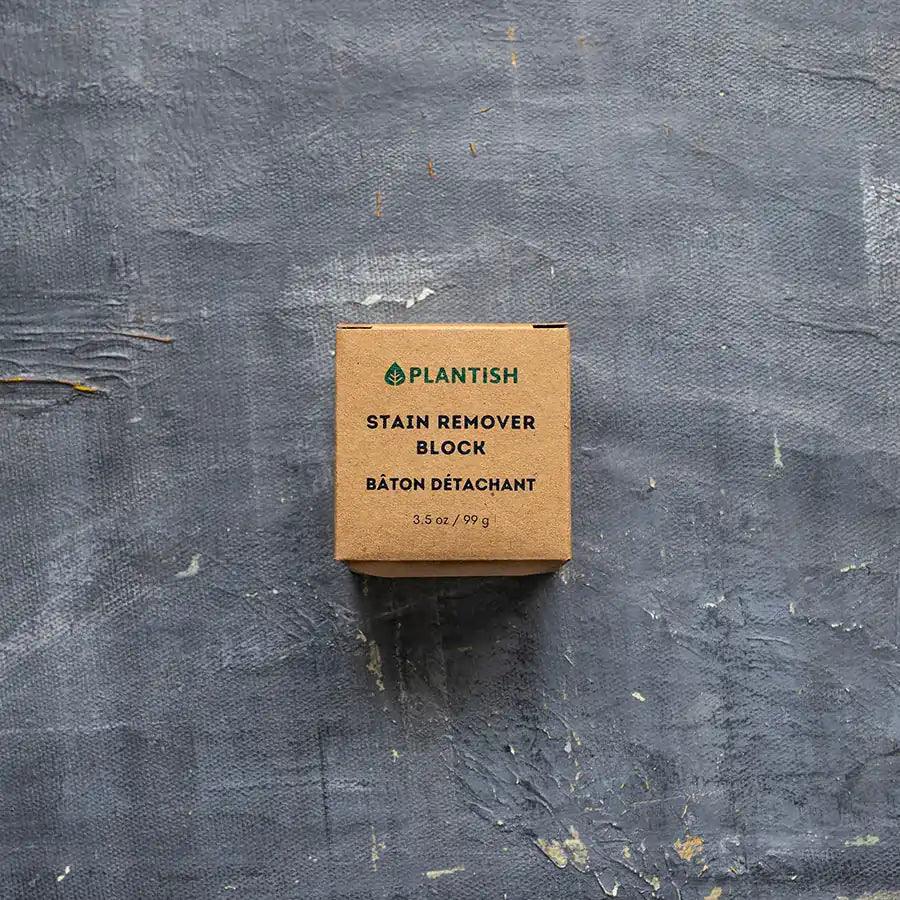 PLANTISH
STAIN REMOVER
BLOCK
BÂTON DÉTACHANT
3.5 oz / 99 g